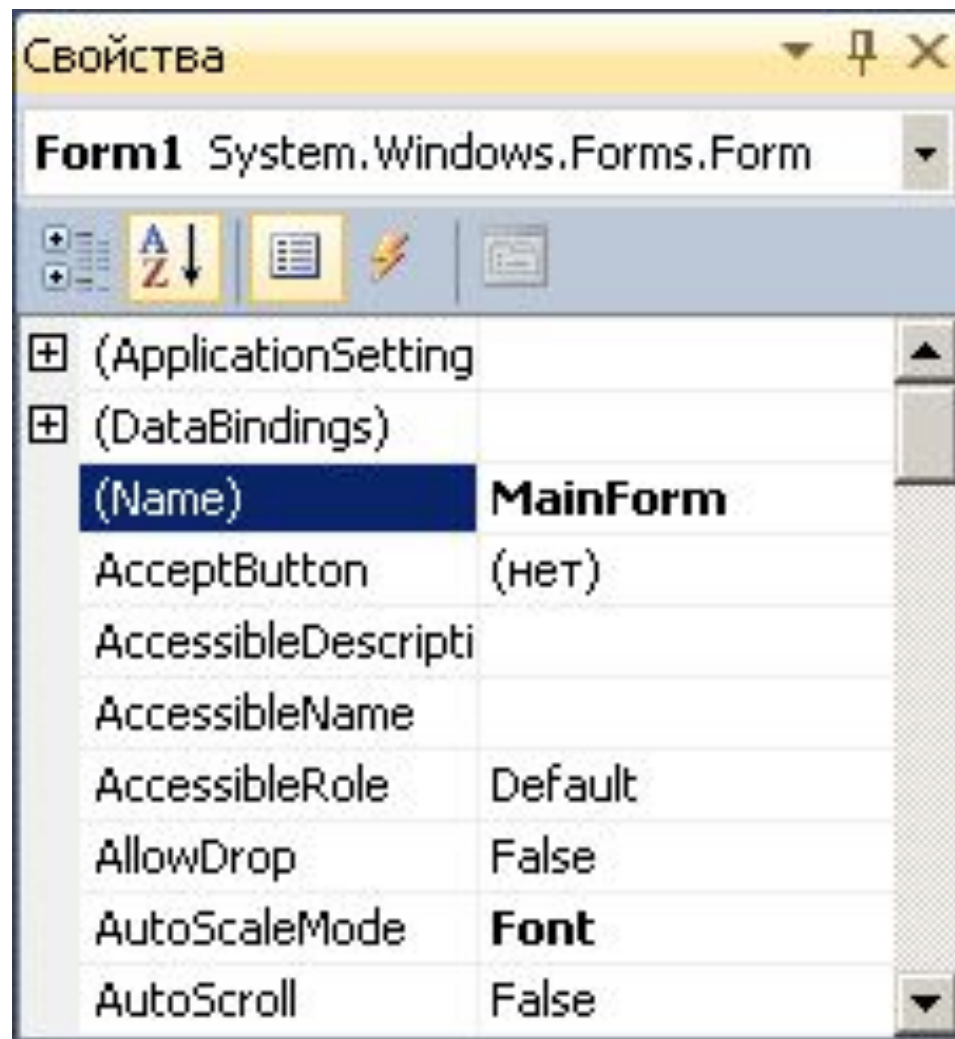 Свойства
Form1 System.Windows.Forms.Form
AZ
(ApplicationSetting
(DataBindings)
(Name) MainForm
AcceptButton (нет)
AccessibleDescripti
AccessibleName
AccessibleRole Default
AllowDrop False
AutoScaleMode Font
AutoScroll False